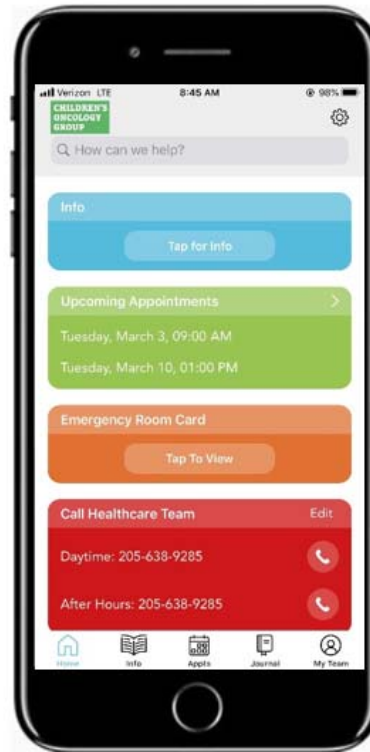 Verizon LTE 8:45 AM 98%
CHILDREN'S
ONCOLOGY
GROUP
How can we help?
Info
Tap for Info
Upcoming Appointments
Tuesday, March 3, 09:00 AM
Tuesday, March 10, 01:00 PM
Emergency Room Card
Tap To View
Call Healthcare Team Edit
Daytime: 205-638-9285
After Hours: 205-638-9285
Home Info Appts Journal My Team